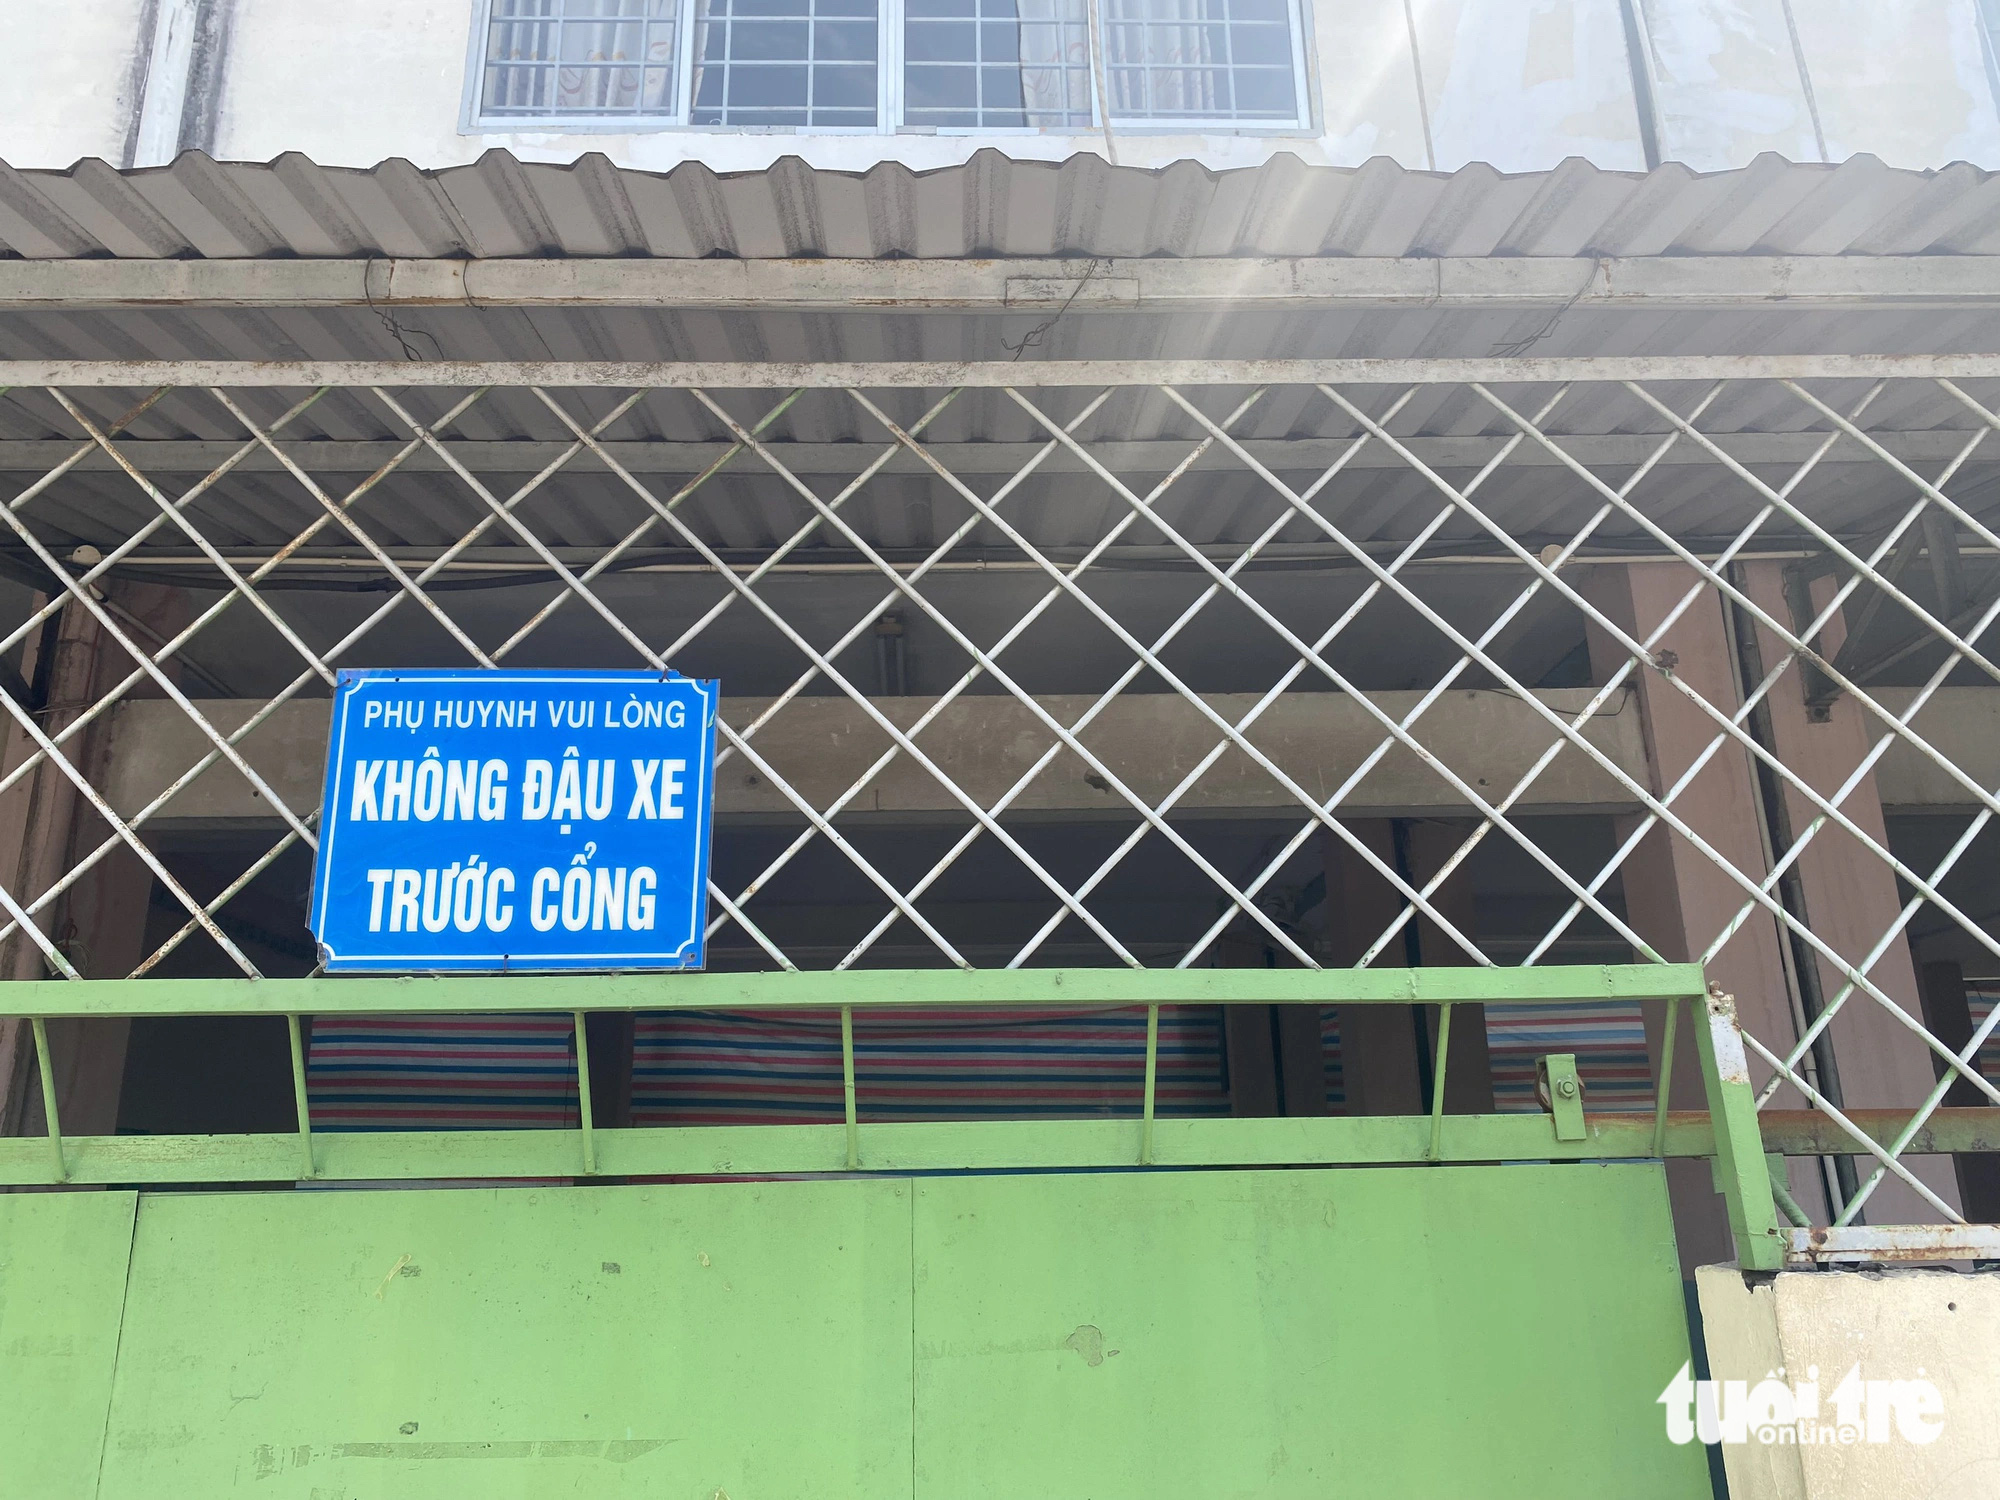 PHỤ HUYNH VUI LÒNG
KHÔNG ĐẬU XE
TRƯỚC CỔNG
tuổi trẻ
online